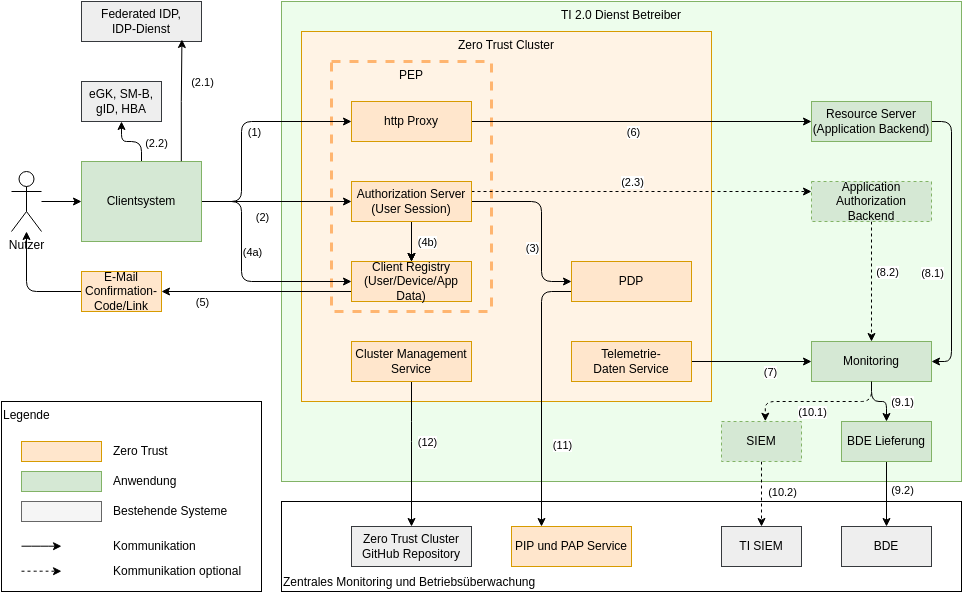 Federated IDP,
IDP-Dienst
TI 2.0 Dienst Betreiber
Zero Trust Cluster
PEP
(2.1)
eGK, SM-B,
gID, HBA
(2.2)
(1)
http Proxy
(6)
Resource Server
(Application Backend)
Clientsystem
(2)
Authorization Server
(User Session)
(2.3)
Application
Authorization
Backend
Nutzer
(4a)
(4b)
(3)
(8.2)
(8.1)
E-Mail
Confirmation-
Code/Link
(5)
Client Registry
(User/Device/App
Data)
PDP
Cluster Management
Service
Telemetrie-
Daten Service
(7)
Monitoring
(10.1)
(9.1)
Legende
Zero Trust
Anwendung
Bestehende Systeme
Kommunikation
Kommunikation optional
(12)
(11)
SIEM
BDE Lieferung
(10.2)
(9.2)
Zero Trust Cluster
GitHub Repository
PIP und PAP Service
TI SIEM
BDE
Zentrales Monitoring und Betriebsüberwachung